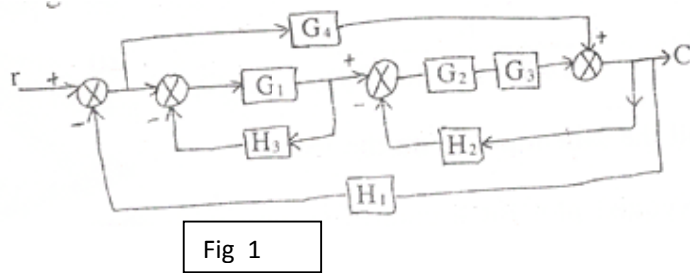 G₄
r + G₁ + G₂ G₃ + C
− − −
H₃ H₂
H₁
Fig 1